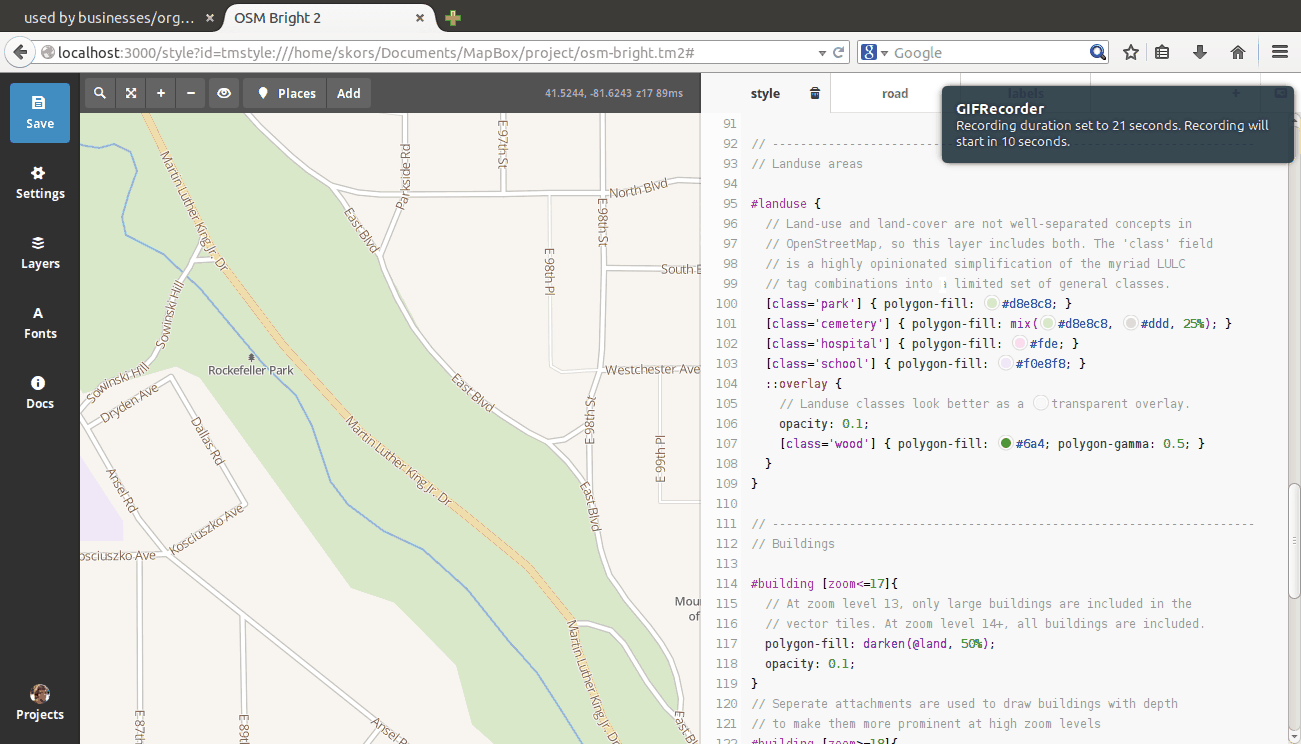 used by businesses/org... ×
OSM Bright 2 ×
localhost:3000/style?id=tmstyle:///home/skors/Documents/MapBox/project/osm-bright.tm2#
Google
Save
Settings
Layers
Fonts
Docs
Projects
Places
Add
41.5244, -81.6243 z17 89ms
style
road
labels
GIFRecorder
Recording duration set to 21 seconds. Recording will
start in 10 seconds.
Martin Luther King Jr. Dr
E 97th St
Parkside Rd
North Blvd
East Blvd
E 98th St
E 98th Pl
South E
Sowinski Hill
Rockefeller Park
Westchester Ave
Sowinski Hill
Dryden Ave
East Blvd
E 98th St
Dallas Rd
Martin Luther King Jr. Dr
E 99th Pl
Ansel Rd
East Blvd
Kosciuszko Ave
osciuszko Ave
Mou
of
Martin Luther King Jr. Dr
E 87th
E 89th
Ansel R
East Blv
91
92 // -------------------
93 // Landuse areas
94
95 #landuse {
96 // Land-use and land-cover are not well-separated concepts in
97 // OpenStreetMap, so this layer includes both. The 'class' field
98 // is a highly opinionated simplification of the myriad LULC
99 // tag combinations into limited set of general classes.
100 [class='park'] { polygon-fill: #d8e8c8; }
101 [class='cemetery'] { polygon-fill: mix(#d8e8c8, #ddd, 25%); }
102 [class='hospital'] { polygon-fill: #fde; }
103 [class='school'] { polygon-fill: #f0e8f8; }
104 ::overlay {
105 // Landuse classes look better as a transparent overlay.
106 opacity: 0.1;
107 [class='wood'] { polygon-fill: #6a4; polygon-gamma: 0.5; }
108 }
109 }
110
111 // -------------------------------------------------------------------
112 // Buildings
113
114 #building [zoom<=17]{
115 // At zoom level 13, only large buildings are included in the
116 // vector tiles. At zoom level 14+, all buildings are included.
117 polygon-fill: darken(@land, 50%);
118 opacity: 0.1;
119 }
120 // Seperate attachments are used to draw buildings with depth
121 // to make them more prominent at high zoom levels
122 #building [zoom>=18]{